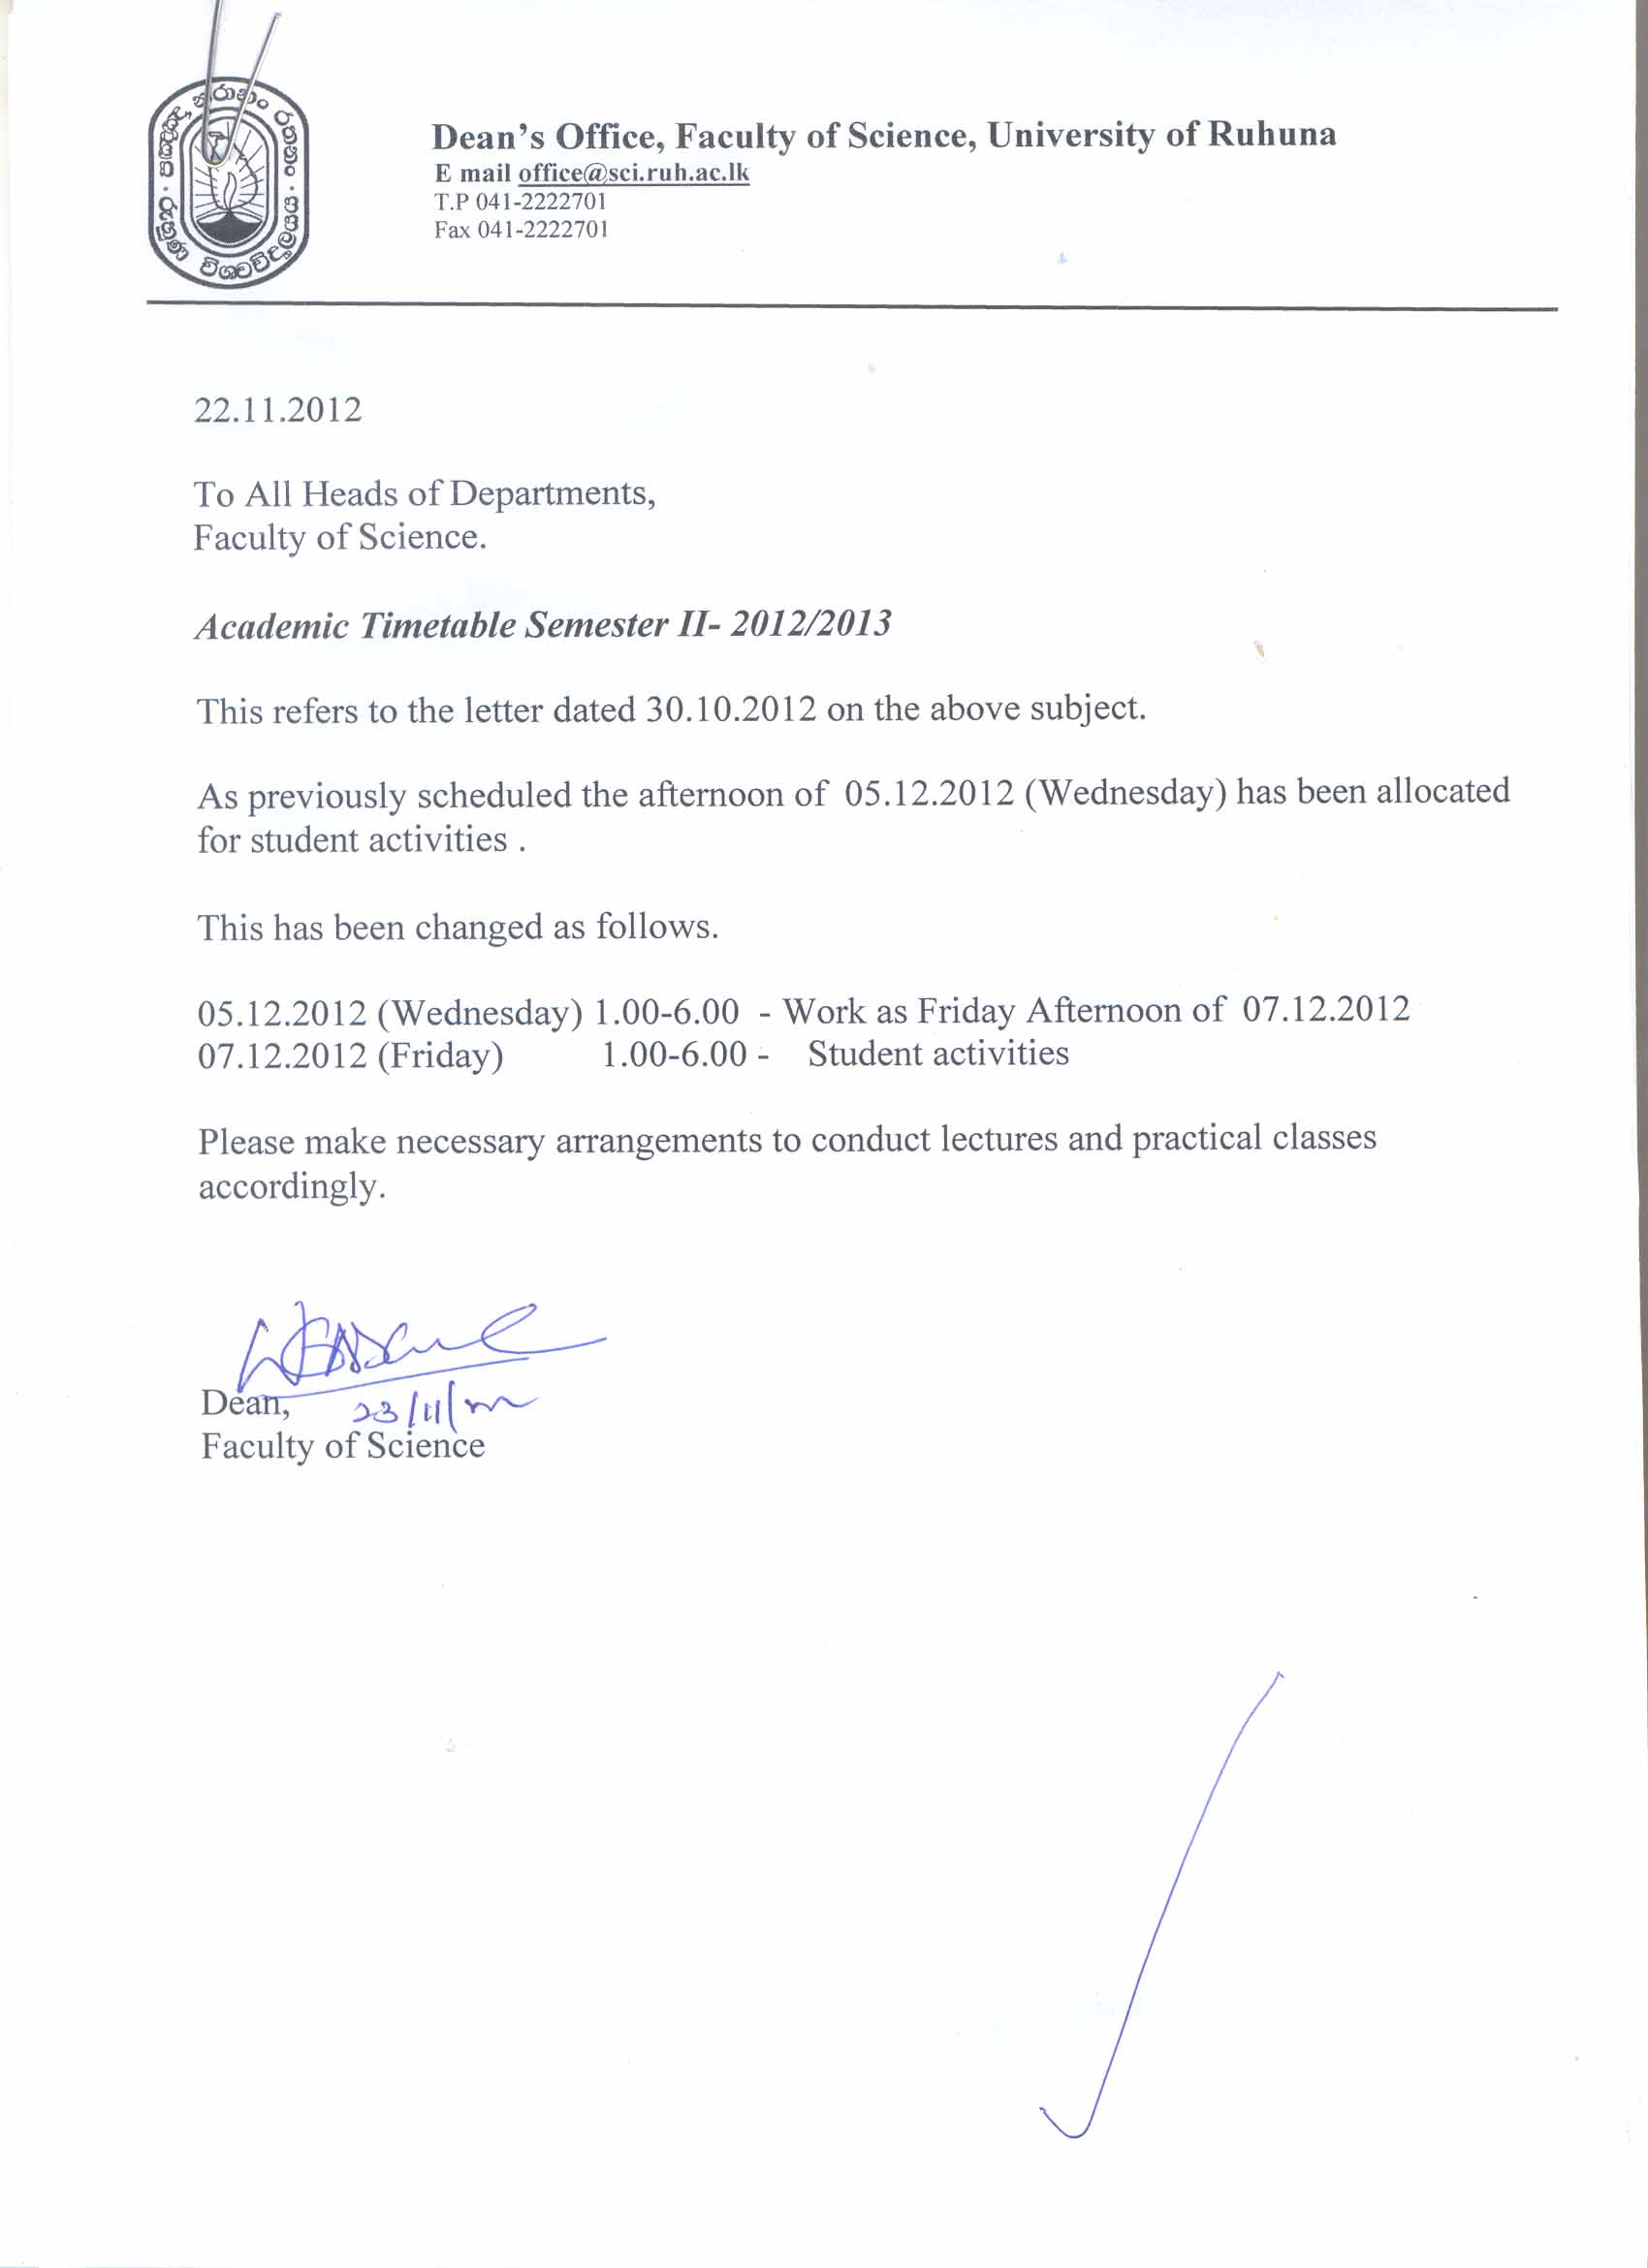 රුහුණ විශ්වවිද්‍යාලය
Dean's Office, Faculty of Science, University of Ruhuna
E mail office@sci.ruh.ac.lk
T.P 041-2222701
Fax 041-2222701
22.11.2012
To All Heads of Departments,
Faculty of Science.
Academic Timetable Semester II- 2012/2013
This refers to the letter dated 30.10.2012 on the above subject.
As previously scheduled the afternoon of 05.12.2012 (Wednesday) has been allocated
for student activities .
This has been changed as follows.
05.12.2012 (Wednesday) 1.00-6.00 - Work as Friday Afternoon of 07.12.2012
07.12.2012 (Friday) 1.00-6.00 - Student activities
Please make necessary arrangements to conduct lectures and practical classes
accordingly.
Dean,
23/11/
Faculty of Science